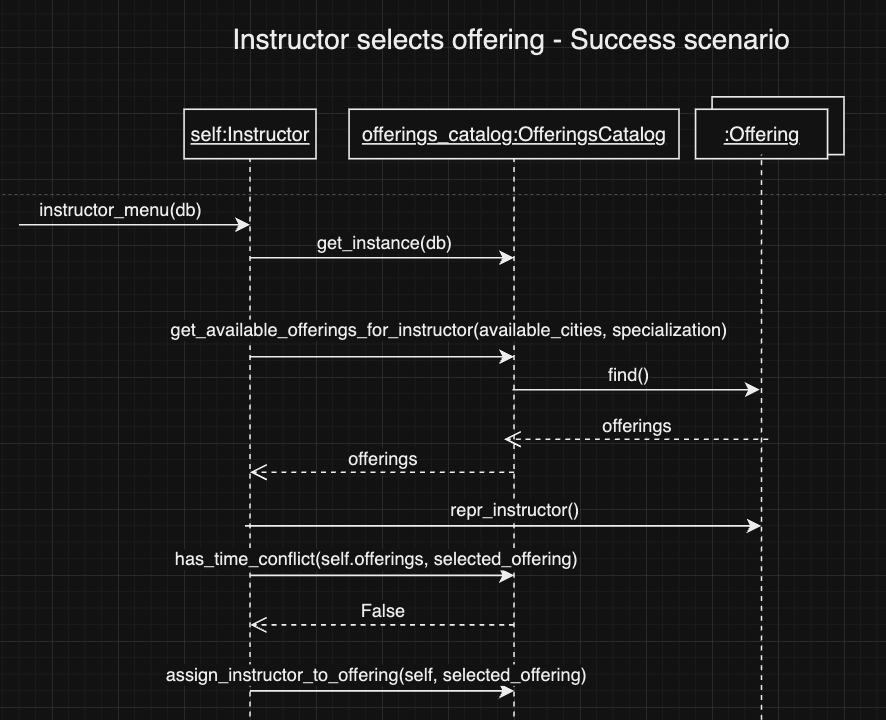 Instructor selects offering - Success scenario
self:Instructor
offerings_catalog:OfferingsCatalog
:Offering
instructor_menu(db)
get_instance(db)
get_available_offerings_for_instructor(available_cities, specialization)
find()
offerings
offerings
repr_instructor()
has_time_conflict(self.offerings, selected_offering)
False
assign_instructor_to_offering(self, selected_offering)